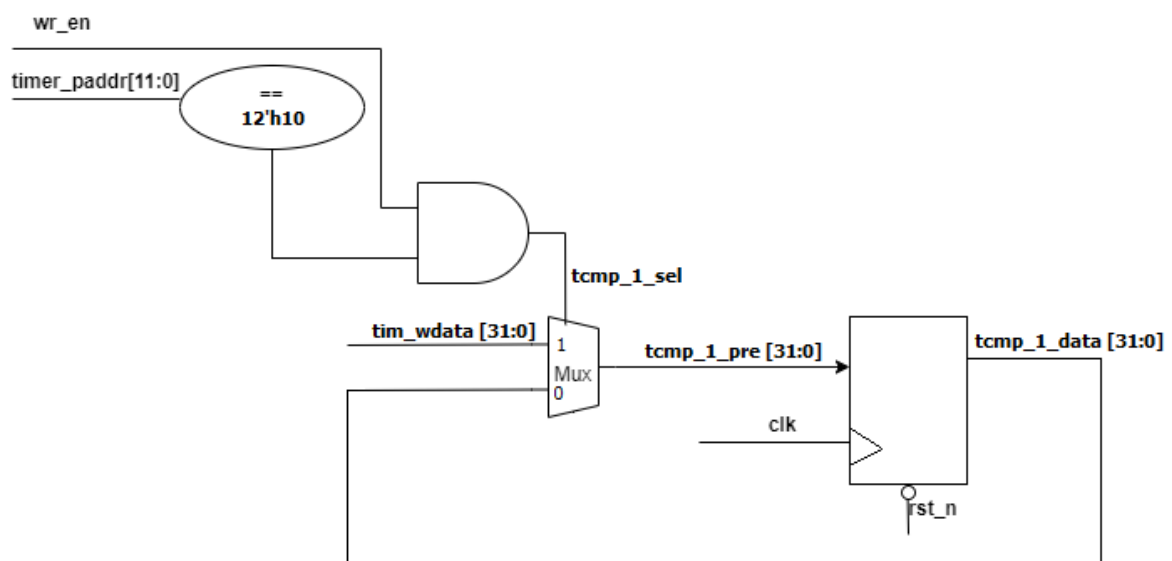 wr_en
timer_paddr[11:0]
==
12'h10
tcmp_1_sel
tim_wdata [31:0]
1
Mux
0
tcmp_1_pre [31:0]
tcmp_1_data [31:0]
clk
rst_n